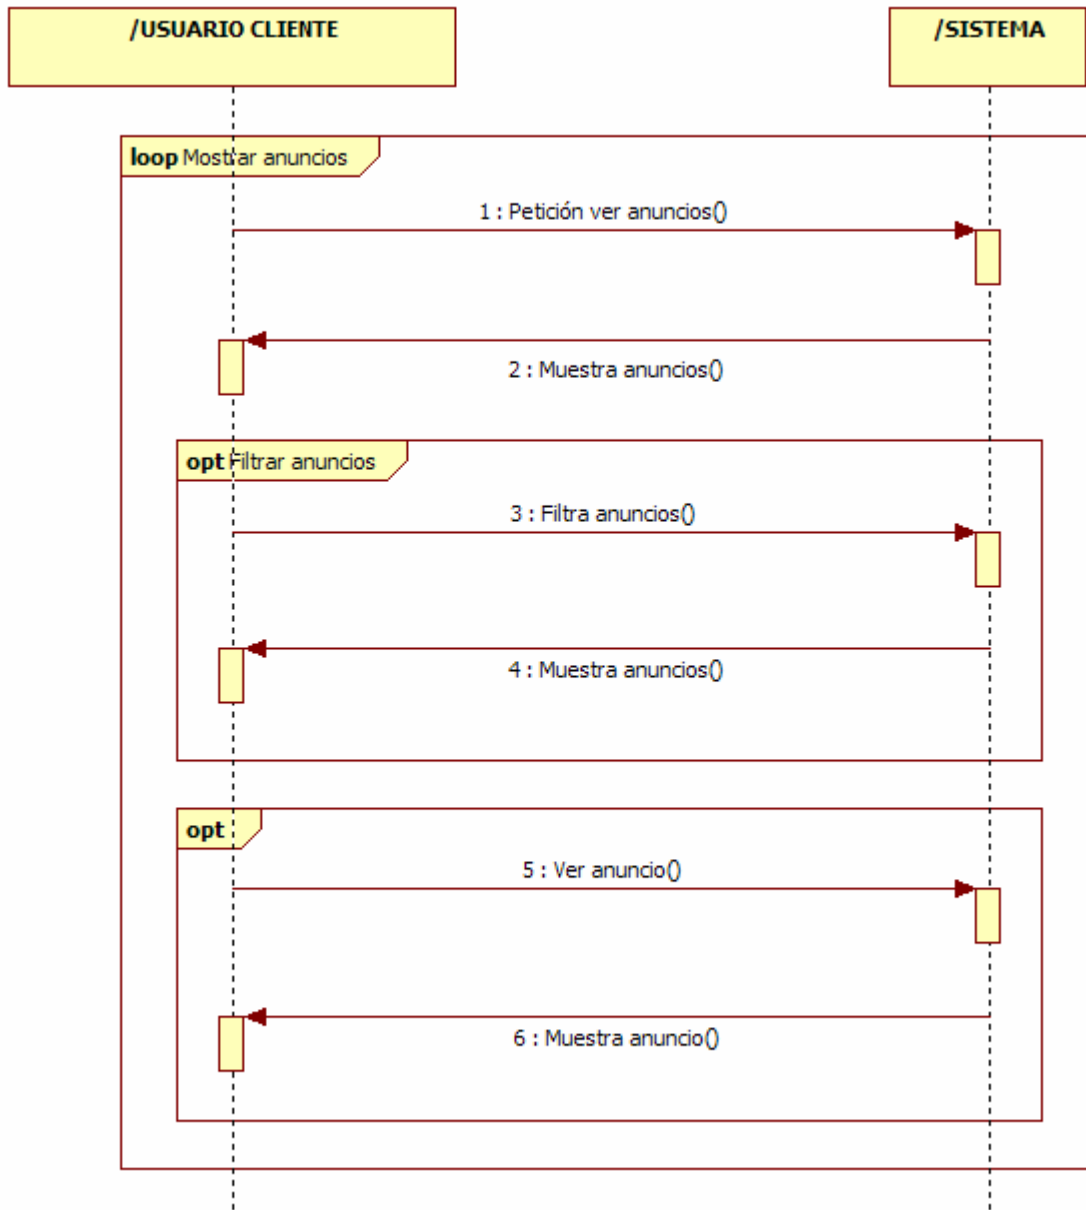 /USUARIO CLIENTE
/SISTEMA
loop Mostrar anuncios
1 : Petición ver anuncios()
2 : Muestra anuncios()
opt Filtrar anuncios
3 : Filtra anuncios()
4 : Muestra anuncios()
opt
5 : Ver anuncio()
6 : Muestra anuncio()